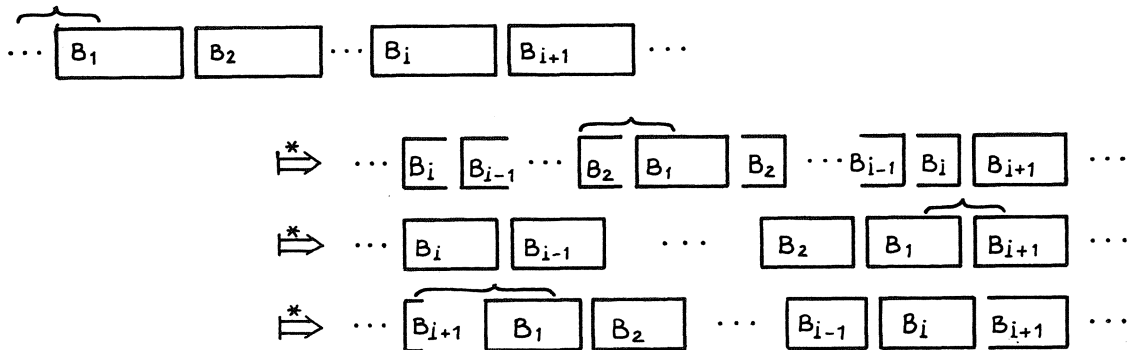 ··· B₁ B₂ ··· Bᵢ Bᵢ₊₁ ···
*⇒ ··· Bᵢ Bᵢ₋₁ ··· B₂ B₁ B₂ ··· Bᵢ₋₁ Bᵢ Bᵢ₊₁ ···
*⇒ ··· Bᵢ Bᵢ₋₁ ··· B₂ B₁ Bᵢ₊₁ ···
*⇒ ··· Bᵢ₊₁ B₁ B₂ ··· Bᵢ₋₁ Bᵢ Bᵢ₊₁ ···